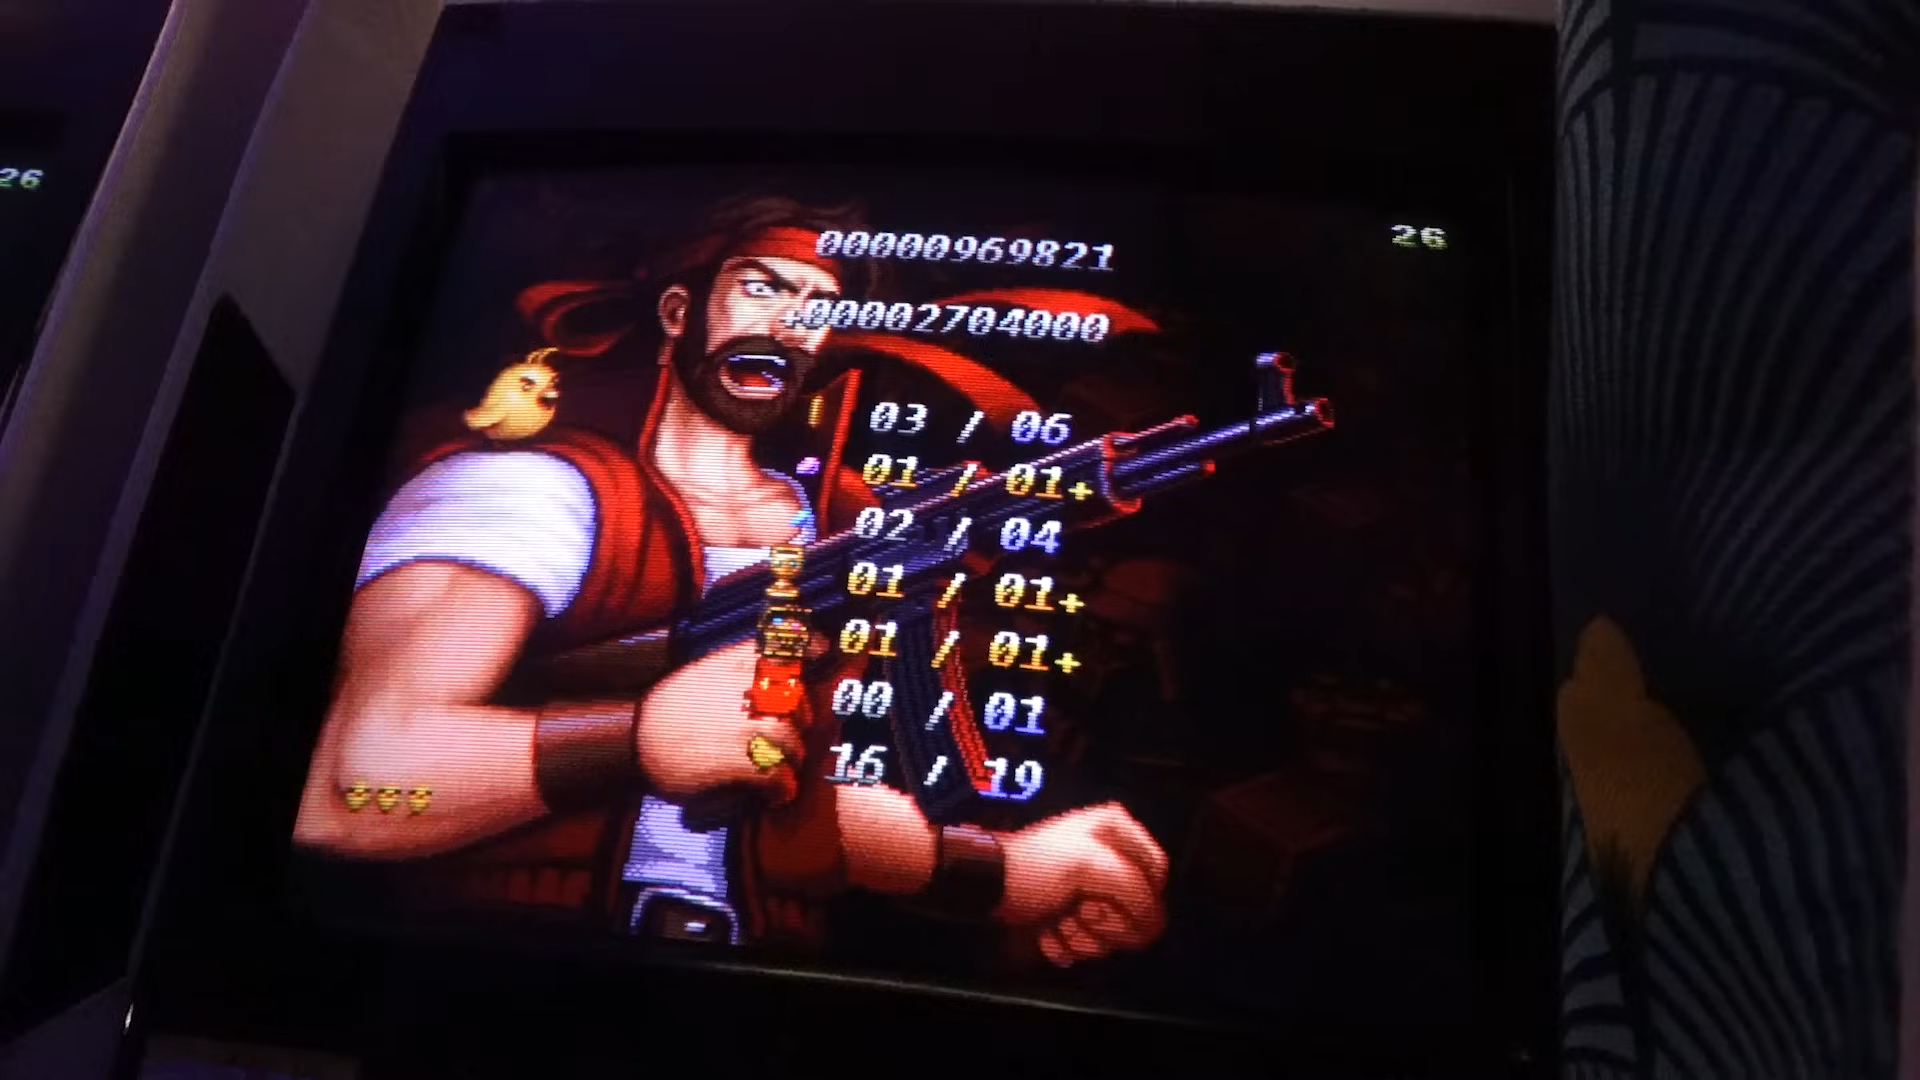 26
00000969821
26
+00002704000
03 / 06
01 / 01+
02 / 04
01 / 01+
01 / 01+
00 / 01
16 / 19